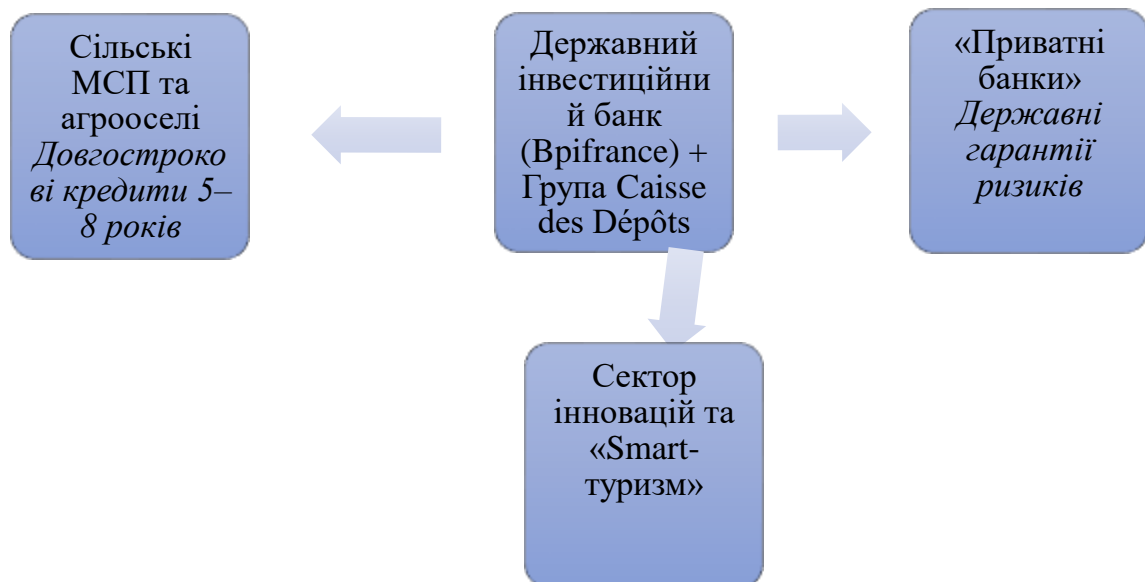 Сільські
МСП та
агрооселі
Довгостроко
ві кредити 5–
8 років
Державний
інвестиційни
й банк
(Bpifrance) +
Група Caisse
des Dépôts
«Приватні
банки»
Державні
гарантії
ризиків
Сектор
інновацій та
«Smart-
туризм»